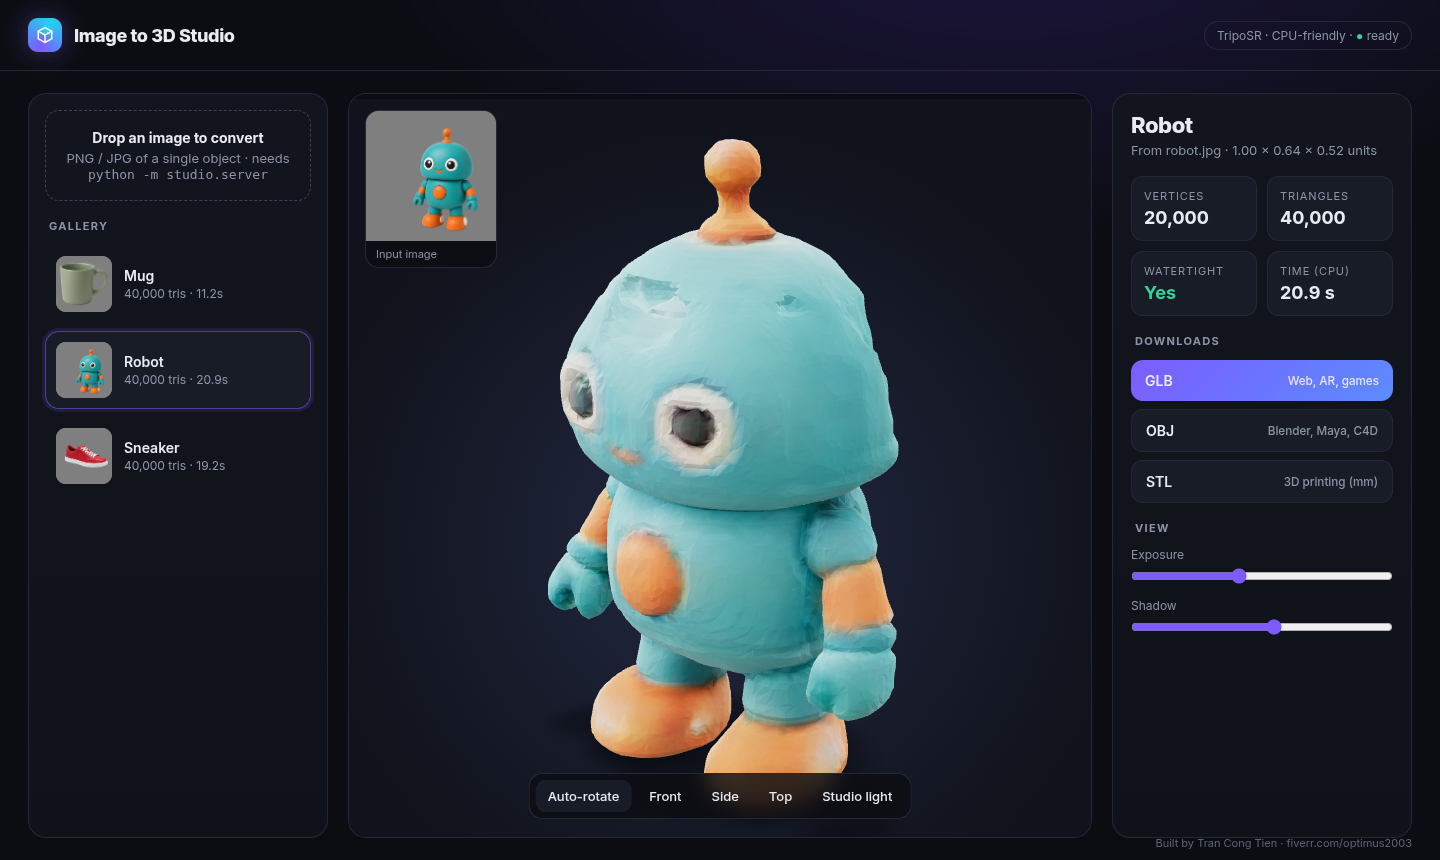 Image to 3D Studio
TripoSR · CPU-friendly · ● ready
Drop an image to convert
PNG / JPG of a single object · needs
python -m studio.server
GALLERY
Mug
40,000 tris · 11.2s
Robot
40,000 tris · 20.9s
Sneaker
40,000 tris · 19.2s
Input image
Auto-rotate
Front
Side
Top
Studio light
Robot
From robot.jpg · 1.00 × 0.64 × 0.52 units
VERTICES
20,000
TRIANGLES
40,000
WATERTIGHT
Yes
TIME (CPU)
20.9 s
DOWNLOADS
GLB
Web, AR, games
OBJ
Blender, Maya, C4D
STL
3D printing (mm)
VIEW
Exposure
Shadow
Built by Tran Cong Tien · fiverr.com/optimus2003